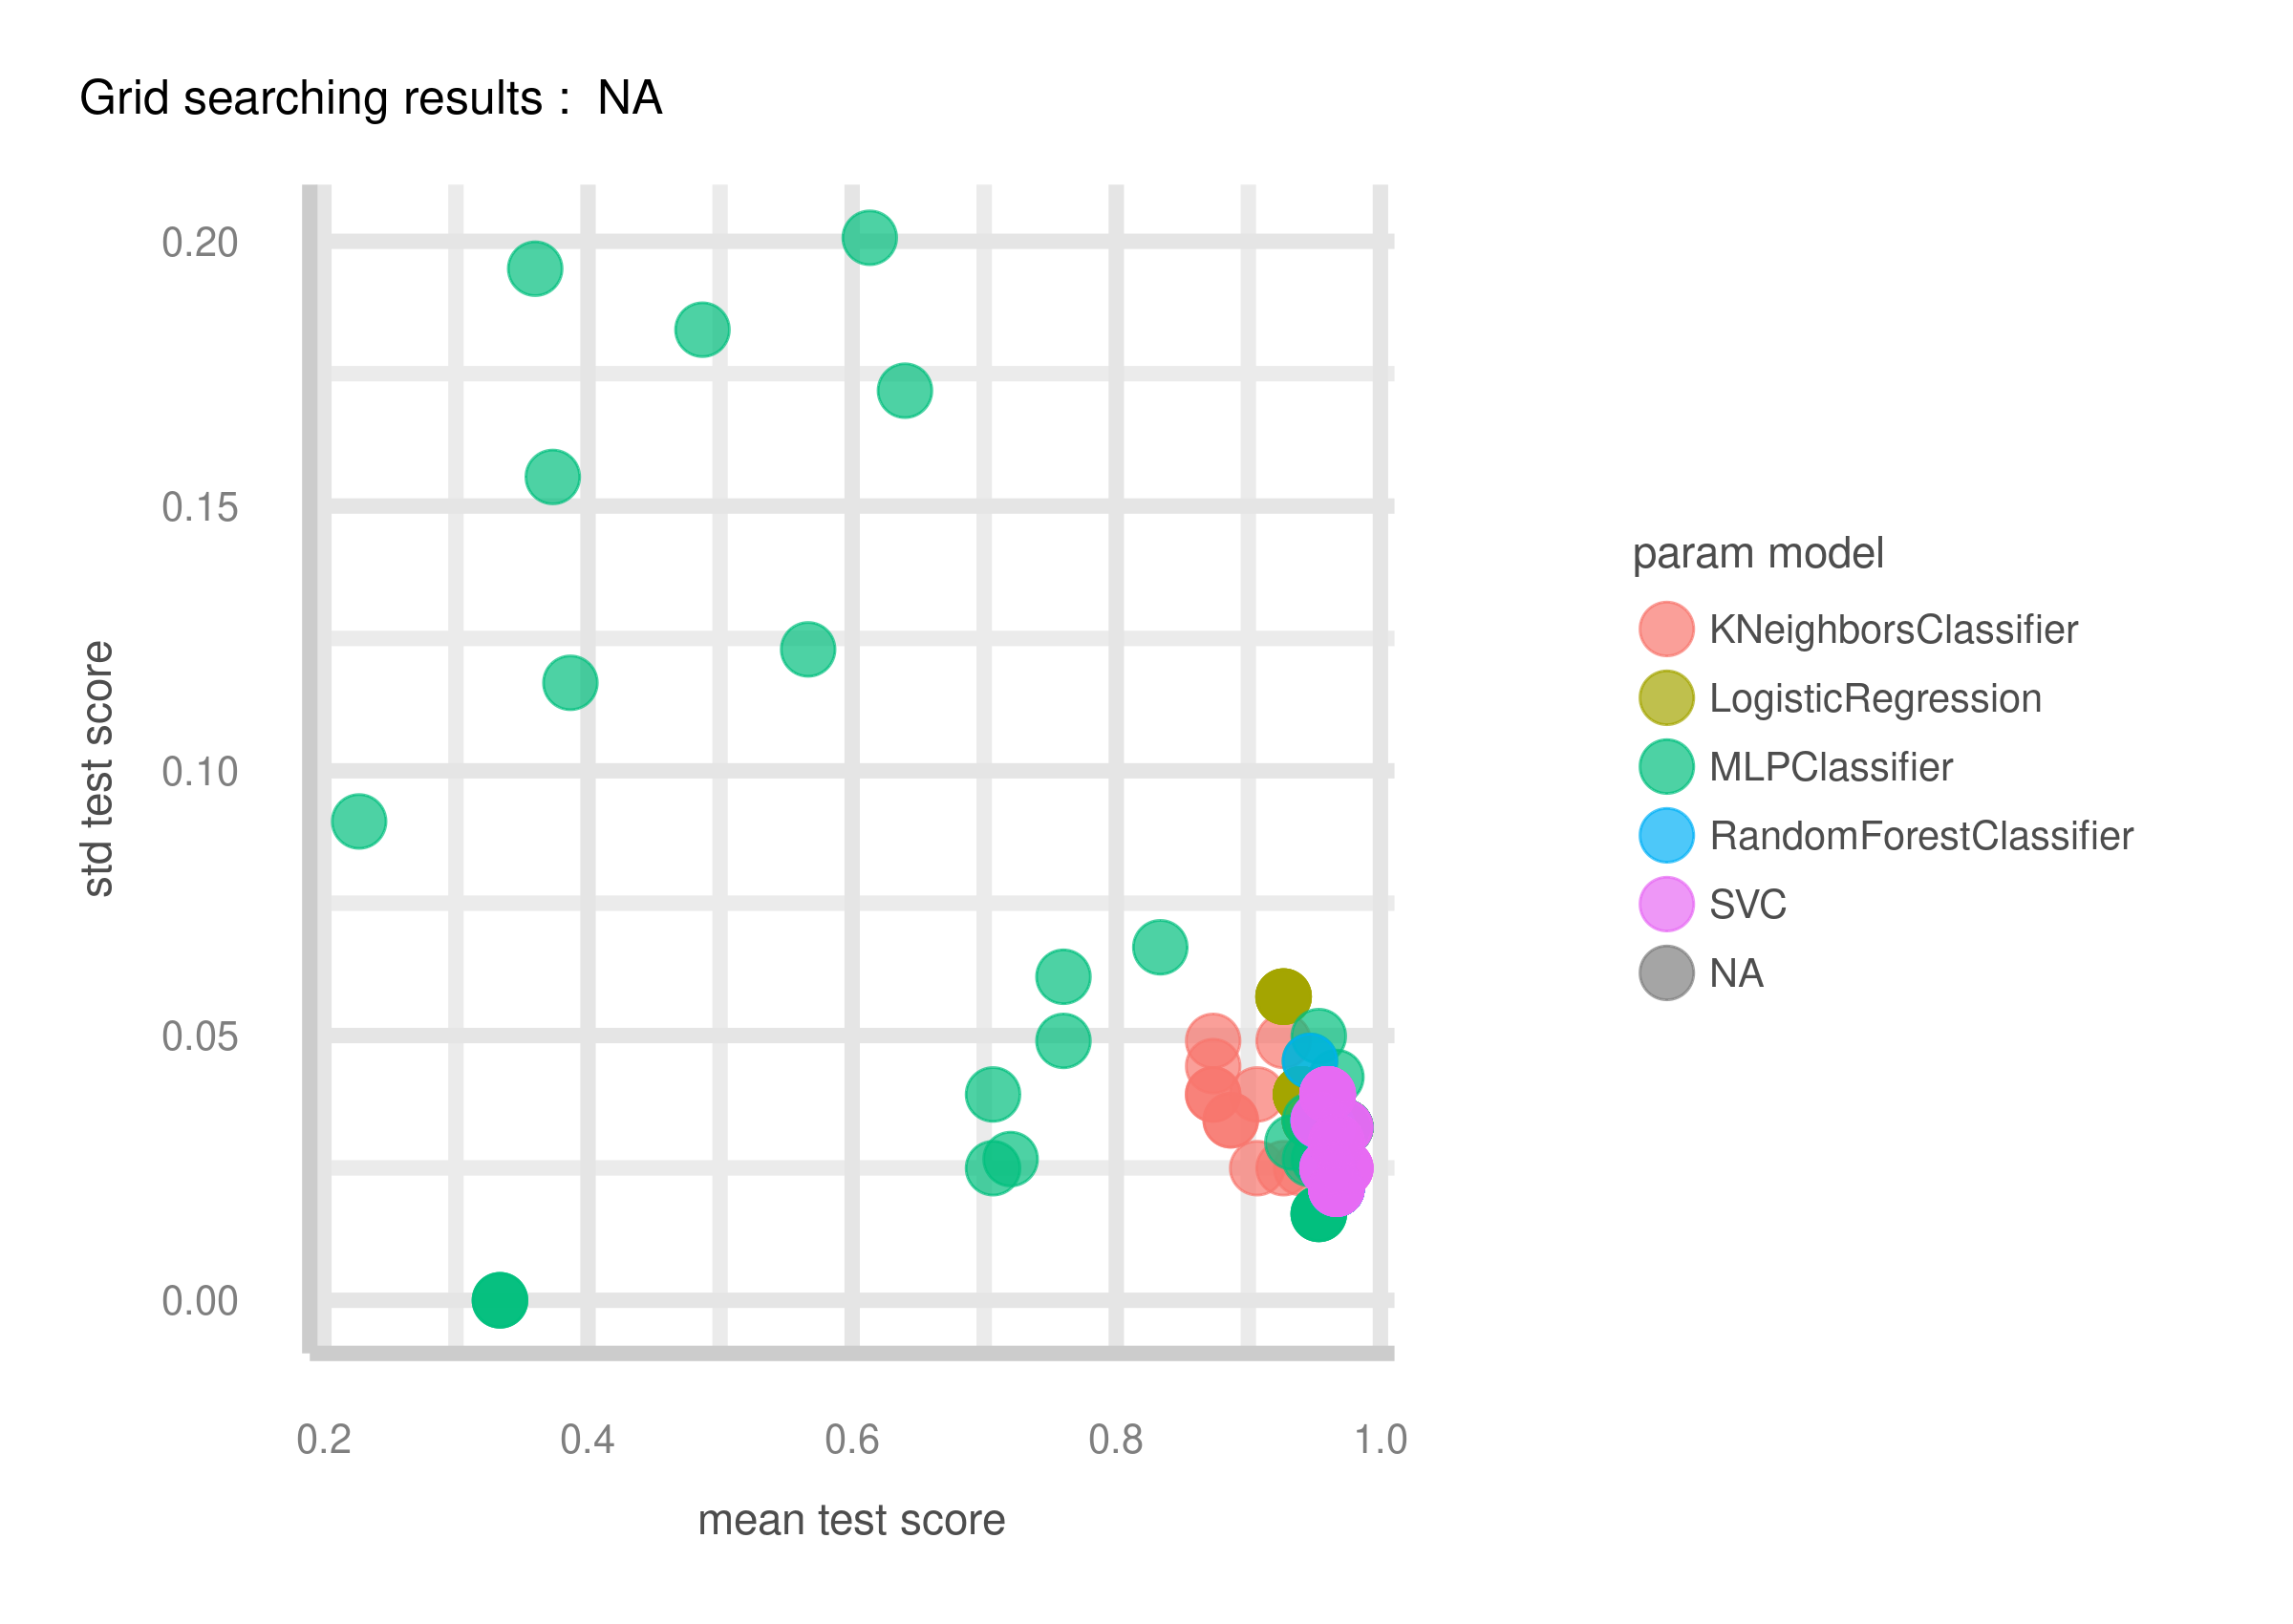 Grid searching results :  NA
0.20
0.15
0.10
0.05
0.00
std test score
0.2 0.4 0.6 0.8 1.0
mean test score
param model
KNeighborsClassifier
LogisticRegression
MLPClassifier
RandomForestClassifier
SVC
NA